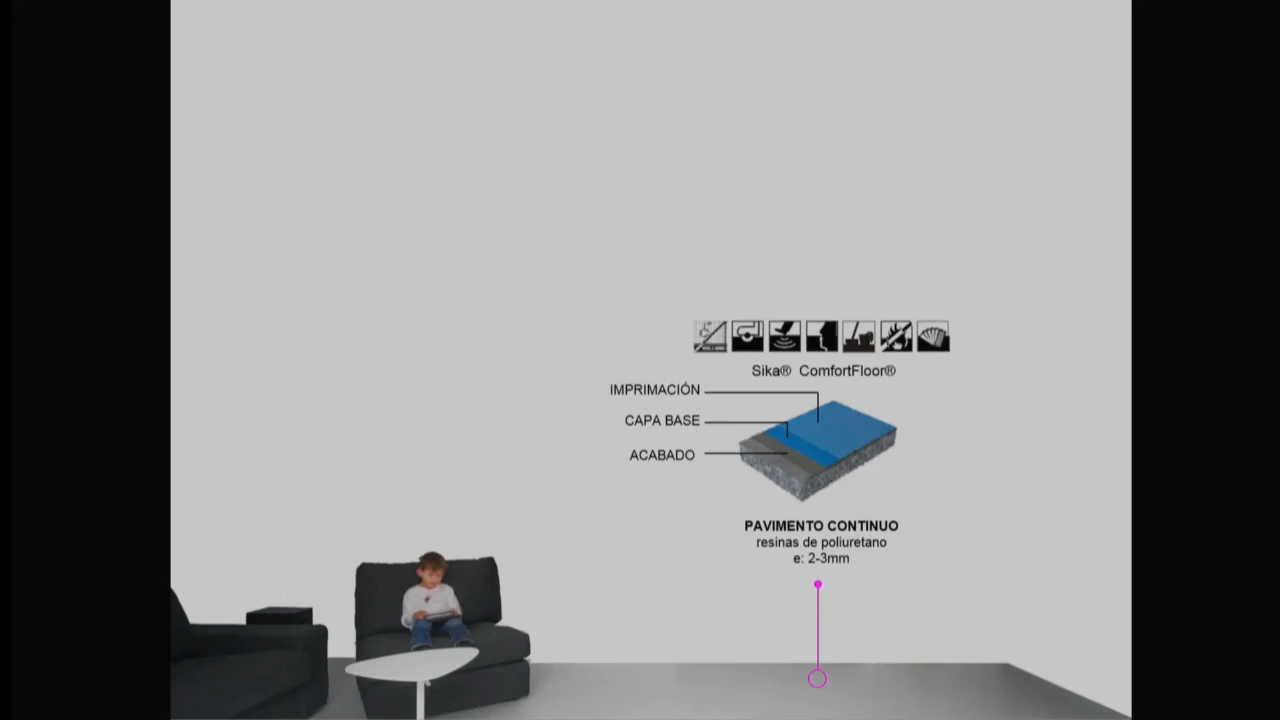 Sika® ComfortFloor®
IMPRIMACIÓN
CAPA BASE
ACABADO
PAVIMENTO CONTINUO
resinas de poliuretano
e: 2-3mm